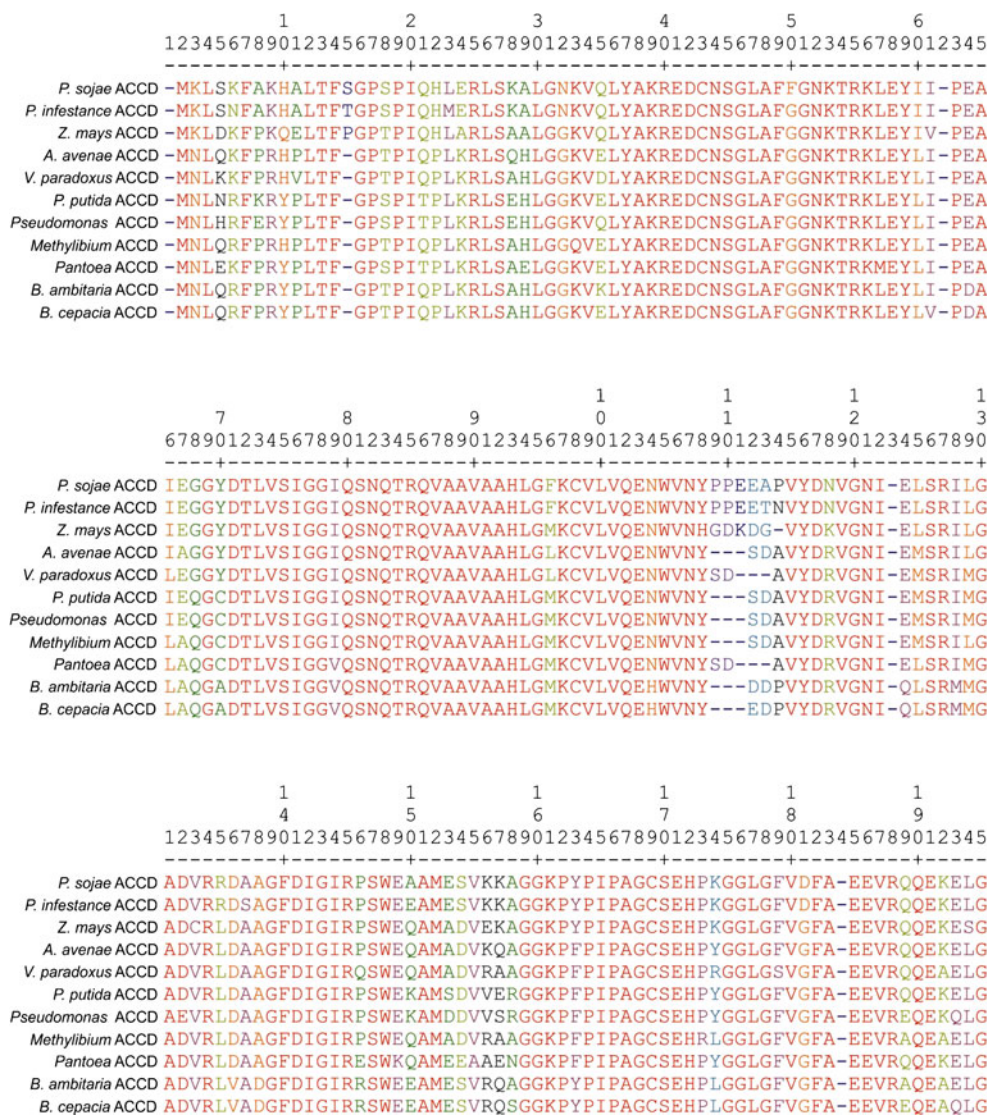 1 2 3 4 5 6
12345678901234567890123456789012345678901234567890123456789012345
---------+---------+---------+---------+---------+---------+-----
P. sojae ACCD -MKLSKFAKHALTFSGPSPIQHLERLSKALGNKVQLYAKREDCNSGLAFFGNKTRKLEYII-PEA
P. infestance ACCD -MKLSNFAKHALTFTGPSPIQHMERLSKALGNKVQLYAKREDCNSGLAFGGNKTRKLEYII-PEA
Z. mays ACCD -MKLDKFPKQELTFPGPTPIQHLARLSAALGNKVQLYAKREDCNSGLAFGGNKTRKLEYIV-PEA
A. avenae ACCD -MNLQKFPRHPLTF-GPTPIQPLKRLSQHLGGKVELYAKREDCNSGLAFGGNKTRKLEYLI-PEA
V. paradoxus ACCD -MNLKKFPRHVLTF-GPTPIQPLKRLSAHLGGKVDLYAKREDCNSGLAFGGNKTRKLEYLI-PEA
P. putida ACCD -MNLNRFKRYPLTF-GPSPITPLKRLSEHLGGKVQLYAKREDCNSGLAFGGNKTRKLEYLI-PEA
Pseudomonas ACCD -MNLHRFERYPLTF-GPSPITPLKRLSEHLGGKVQLYAKREDCNSGLAFGGNKTRKLEYLI-PEA
Methylibium ACCD -MNLQRFPRHPLTF-GPTPIQPLKRLSAHLGGQVELYAKREDCNSGLAFGGNKTRKLEYLI-PEA
Pantoea ACCD -MNLEKFPRYPLTF-GPSPITPLKRLSAELGGKVELYAKREDCNSGLAFGGNKTRKMEYLI-PEA
B. ambitaria ACCD -MNLQRFPRYPLTF-GPTPIQPLKRLSAHLGGKVKLYAKREDCNSGLAFGGNKTRKLEYLI-PDA
B. cepacia ACCD -MNLQRFPRYPLTF-GPTPIQPLKRLSAHLGGKVELYAKREDCNSGLAFGGNKTRKLEYLV-PDA
1 1 1 1
7 8 9 0 1 2 3
67890123456789012345678901234567890123456789012345678901234567890
----+---------+---------+---------+---------+---------+---------+
P. sojae ACCD IEGGYDTLVSIGGIQSNQTRQVAAVAAHLGFKCVLVQENWVNYPPEEAPVYDNVGNI-ELSRILG
P. infestance ACCD IEGGYDTLVSIGGIQSNQTRQVAAVAAHLGFKCVLVQENWVNYPPEETNVYDNVGNI-ELSRILG
Z. mays ACCD IEGGYDTLVSIGGIQSNQTRQVAAVAAHLGMKCVLVQENWVNHGDKDG-VYDRVGNI-ELSRILG
A. avenae ACCD IAGGYDTLVSIGGIQSNQTRQVAAVAAHLGLKCVLVQENWVNY---SDAVYDRVGNI-EMSRILG
V. paradoxus ACCD LEGGYDTLVSIGGIQSNQTRQVAAVAAHLGLKCVLVQENWVNYSD---AVYDRVGNI-EMSRIMG
P. putida ACCD IEQGCDTLVSIGGIQSNQTRQVAAVAAHLGMKCVLVQENWVNY---SDAVYDRVGNI-EMSRIMG
Pseudomonas ACCD IEQGCDTLVSIGGIQSNQTRQVAAVAAHLGMKCVLVQENWVNY---SDAVYDRVGNI-EMSRIMG
Methylibium ACCD LAQGCDTLVSIGGIQSNQTRQVAAVAAHLGMKCVLVQENWVNY---SDAVYDRVGNI-EMSRILG
Pantoea ACCD LAQGCDTLVSIGGVQSNQTRQVAAVAAHLGMKCVLVQENWVNYSD---AVYDRVGNI-ELSRIMG
B. ambitaria ACCD LAQGADTLVSIGGVQSNQTRQVAAVAAHLGMKCVLVQEHWVNY---DDPVYDRVGNI-QLSRMMG
B. cepacia ACCD LAQGADTLVSIGGVQSNQTRQVAAVAAHLGMKCVLVQEHWVNY---EDPVYDRVGNI-QLSRMMG
1 1 1 1 1 1
4 5 6 7 8 9
12345678901234567890123456789012345678901234567890123456789012345
---------+---------+---------+---------+---------+---------+-----
P. sojae ACCD ADVRRDAAGFDIGIRPSWEAAMESVKKAGGKPYPIPAGCSEHPKGGLGFVDFA-EEVRQQEKELG
P. infestance ACCD ADVRRDSAGFDIGIRPSWEEAMESVKKAGGKPYPIPAGCSEHPKGGLGFVDFA-EEVRQQEKELG
Z. mays ACCD ADCRLDAAGFDIGIRPSWEQAMADVEKAGGKPYPIPAGCSEHPKGGLGFVGFA-EEVRQQEKESG
A. avenae ACCD ADVRLDAAGFDIGIRPSWEQAMADVKQAGGKPFPIPAGCSEHPYGGLGFVGFA-EEVRQQEKELG
V. paradoxus ACCD ADVRLDAAGFDIGIRQSWEQAMADVRAAGGKPFPIPAGCSEHPRGGLGSVGFA-EEVRQQEAELG
P. putida ACCD ADVRLDAAGFDIGIRPSWEKAMSDVVERGGKPFPIPAGCSEHPYGGLGFVGFA-EEVRQQEKELG
Pseudomonas ACCD AEVRLDAAGFDIGIRPSWEKAMDDVVSRGGKPFPIPAGCSEHPYGGLGFVGFA-EEVREQEKQLG
Methylibium ACCD ADVRLDAAGFDIGIRPSWEQAMADVRAAGGKPFPIPAGCSEHRLGGLGFVGFA-EEVRAQEAELG
Pantoea ACCD ADVRLDAAGFDIGIRESWKQAMEEAAENGGKPFPIPAGCSEHPYGGLGFVGFA-EEVRQQEKELG
B. ambitaria ACCD ADVRLVADGFDIGIRRSWEEAMESVRQAGGKPYPIPAGCSEHPLGGLGFVGFA-EEVRAQEAELG
B. cepacia ACCD ADVRLVADGFDIGIRRSWEEAMESVRQSGGKPYPIPAGCSEHPLGGLGFVGFA-EEVRAQEAQLG